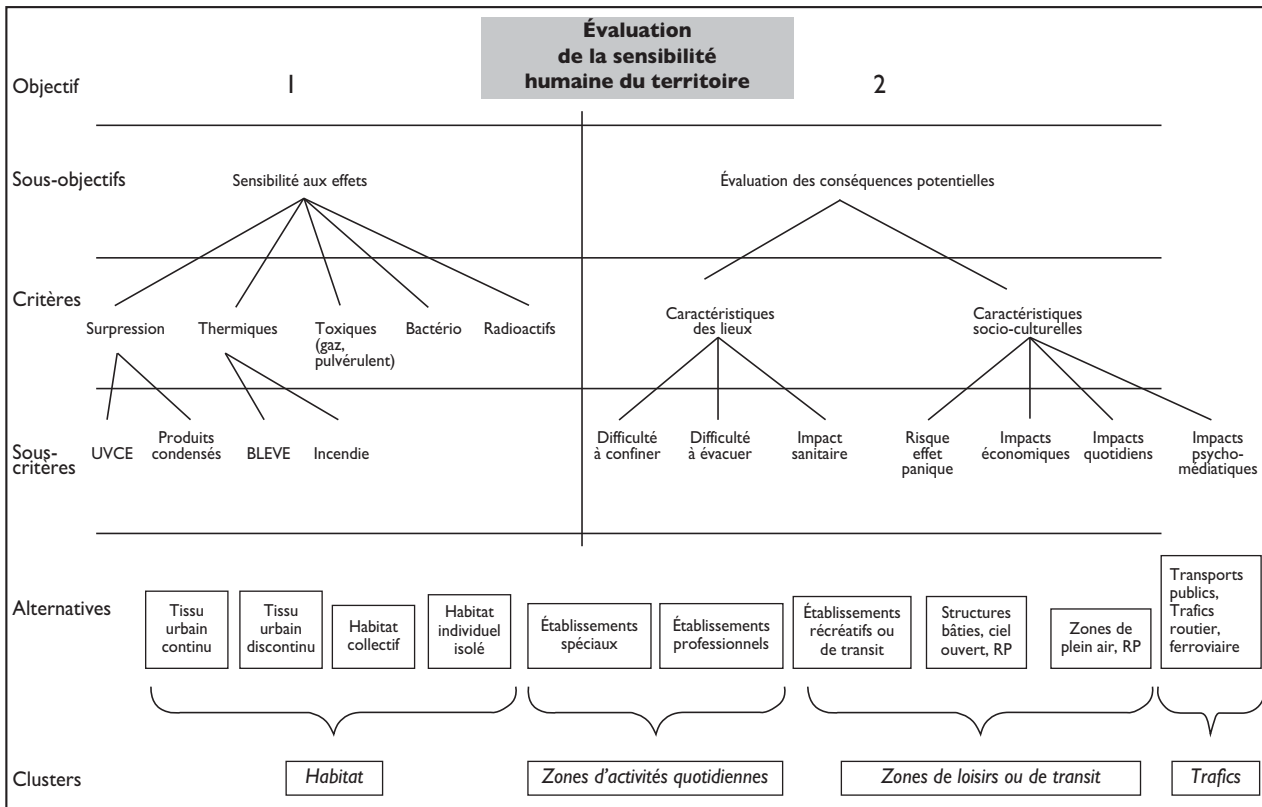 Évaluation
de la sensibilité
humaine du territoire
Objectif
1
2
Sous-objectifs
Sensibilité aux effets
Évaluation des conséquences potentielles
Critères
Surpression
Thermiques
Toxiques
(gaz,
pulvérulent)
Bactério
Radioactifs
Caractéristiques
des lieux
Caractéristiques
socio-culturelles
Sous-
critères
UVCE
Produits
condensés
BLEVE
Incendie
Difficulté
à confiner
Difficulté
à évacuer
Impact
sanitaire
Risque
effet
panique
Impacts
économiques
Impacts
quotidiens
Impacts
psycho-
médiatiques
Alternatives
Tissu
urbain
continu
Tissu
urbain
discontinu
Habitat
collectif
Habitat
individuel
isolé
Établissements
spéciaux
Établissements
professionnels
Établissements
récréatifs ou
de transit
Structures
bâties, ciel
ouvert, RP
Zones de
plein air, RP
Transports
publics,
Trafics
routier,
ferroviaire
Clusters
Habitat
Zones d'activités quotidiennes
Zones de loisirs ou de transit
Trafics